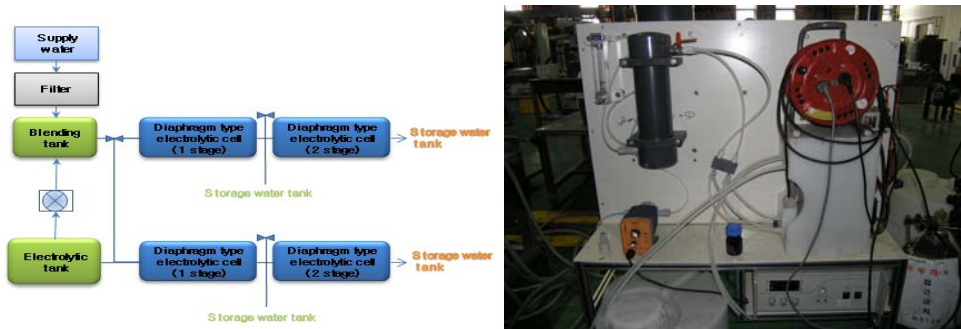 Supply
water
Filter
Blending
tank
Diaphragm type
electrolytic cell
(1 stage)
Diaphragm type
electrolytic cell
(2 stage)
Storage water
tank
Storage water tank
Electrolytic
tank
Diaphragm type
electrolytic cell
(1 stage)
Diaphragm type
electrolytic cell
(2 stage)
Storage water
tank
Storage water tank